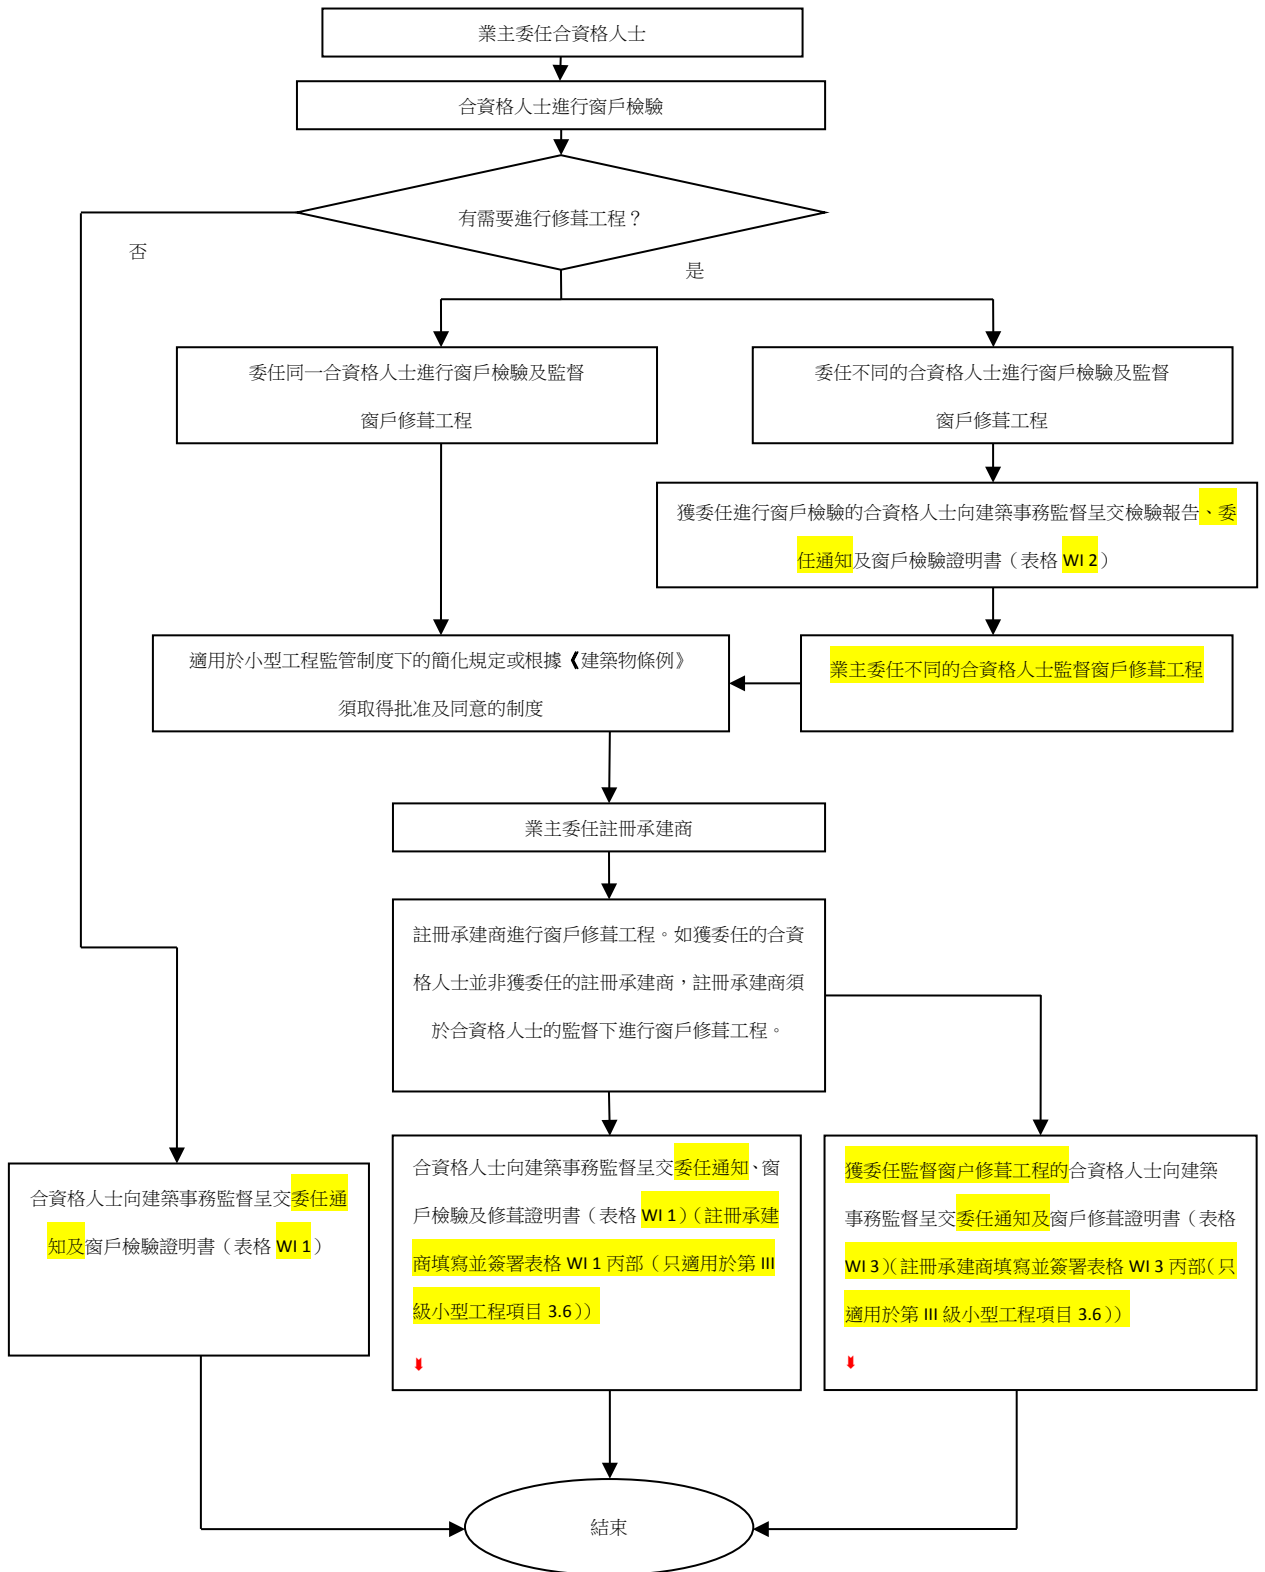 業主委任合資格人士
合資格人士進行窗戶檢驗
有需要進行修葺工程？
否
是
委任同一合資格人士進行窗戶檢驗及監督
窗戶修葺工程
委任不同的合資格人士進行窗戶檢驗及監督
窗戶修葺工程
獲委任進行窗戶檢驗的合資格人士向建築事務監督呈交檢驗報告、委
任通知及窗戶檢驗證明書（表格 WI 2）
適用於小型工程監管制度下的簡化規定或根據《建築物條例》
須取得批准及同意的制度
業主委任不同的合資格人士監督窗戶修葺工程
業主委任註冊承建商
註冊承建商進行窗戶修葺工程。如獲委任的合資
格人士並非獲委任的註冊承建商，註冊承建商須
於合資格人士的監督下進行窗戶修葺工程。
合資格人士向建築事務監督呈交委任通
知及窗戶檢驗證明書（表格 WI 1）
合資格人士向建築事務監督呈交委任通知、窗
戶檢驗及修葺證明書（表格 WI 1）（註冊承建
商填寫並簽署表格 WI 1 丙部（只適用於第 III
級小型工程項目 3.6））
獲委任監督窗户修葺工程的合資格人士向建築
事務監督呈交委任通知及窗戶修葺證明書（表格
WI 3）（註冊承建商填寫並簽署表格 WI 3 丙部（只
適用於第 III 級小型工程項目 3.6））
結束